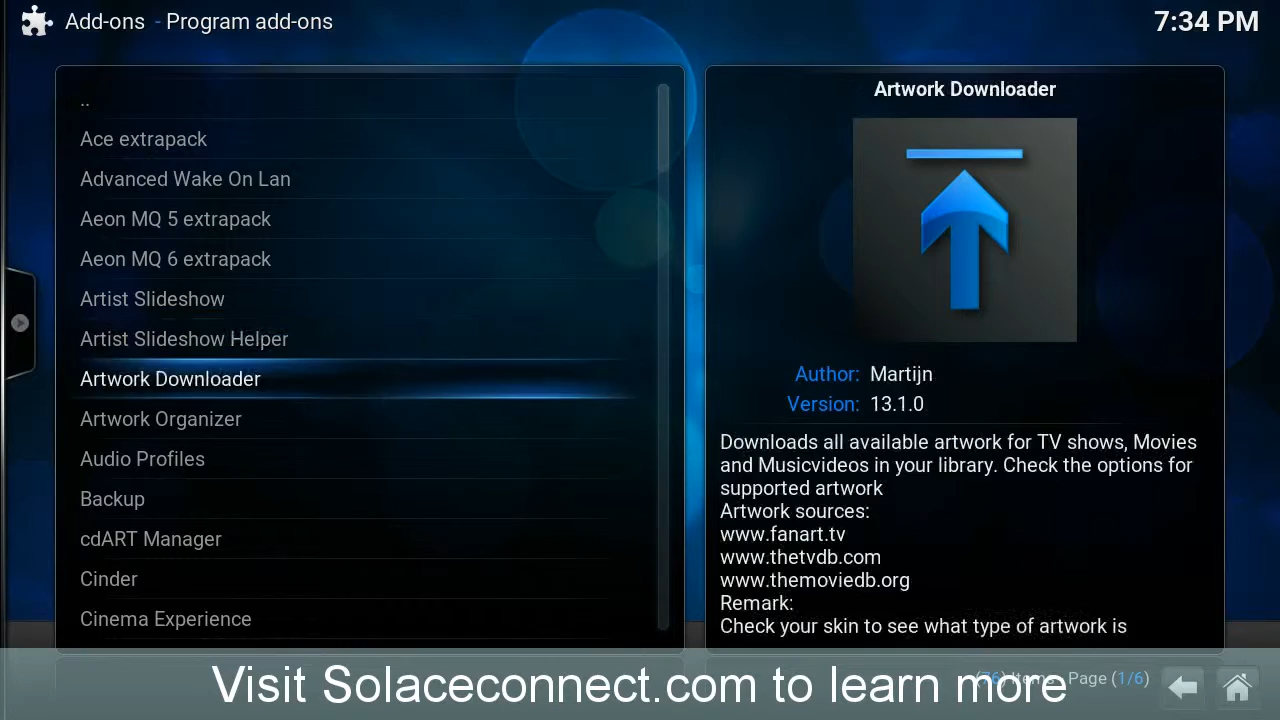 Add-ons - Program add-ons
7:34 PM
..
Ace extrapack
Advanced Wake On Lan
Aeon MQ 5 extrapack
Aeon MQ 6 extrapack
Artist Slideshow
Artist Slideshow Helper
Artwork Downloader
Artwork Organizer
Audio Profiles
Backup
cdART Manager
Cinder
Cinema Experience
Artwork Downloader
Author: Martijn
Version: 13.1.0
Downloads all available artwork for TV shows, Movies
and Musicvideos in your library. Check the options for
supported artwork
Artwork sources:
www.fanart.tv
www.thetvdb.com
www.themoviedb.org
Remark:
Check your skin to see what type of artwork is
(76) Items - Page (1/6)
Visit Solaceconnect.com to learn more